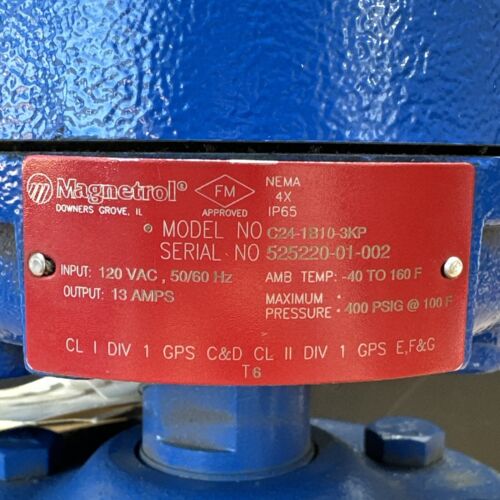 Magnetrol®
DOWNERS GROVE, IL
FM
APPROVED
NEMA
4X
IP65
MODEL NO C24-1B10-3KP
SERIAL NO 525220-01-002
INPUT: 120 VAC, 50/60 Hz
OUTPUT: 13 AMPS
AMB TEMP: -40 TO 160 F
MAXIMUM
PRESSURE 400 PSIG @ 100 F
CL I DIV 1 GPS C&D CL II DIV 1 GPS E,F&G
T6